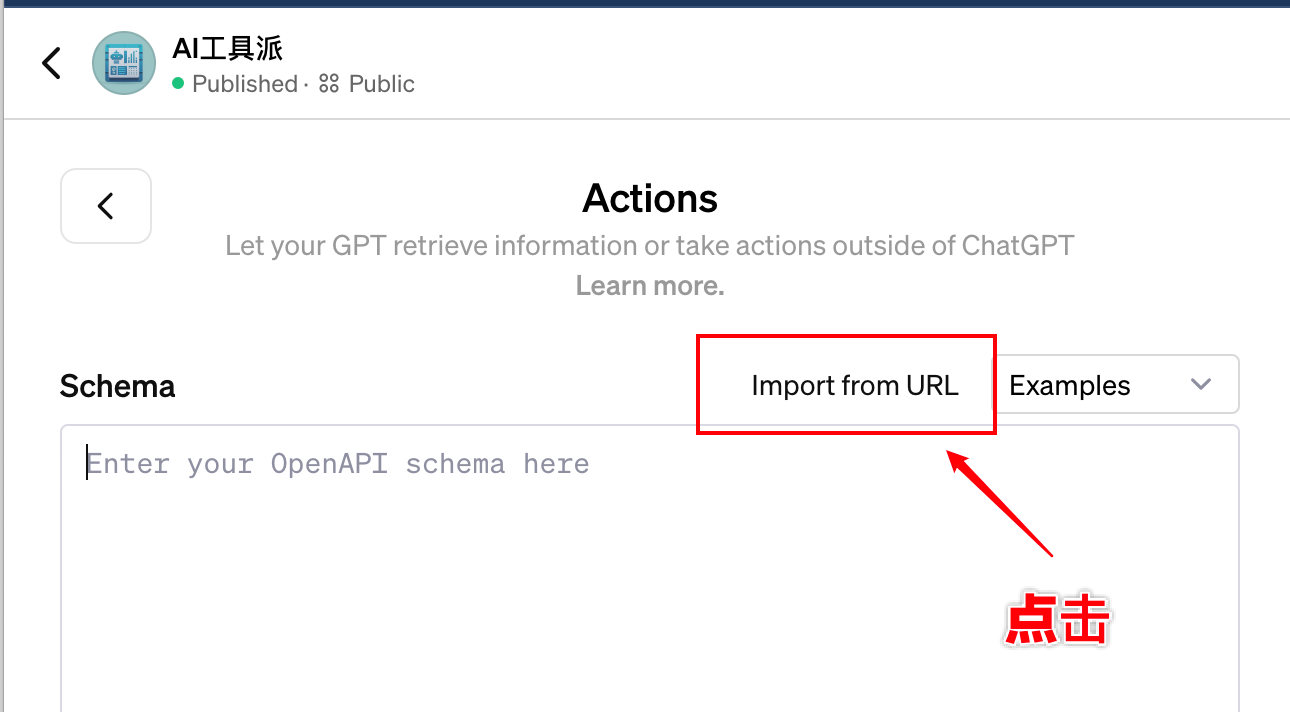 AI工具派
Published · Public
Actions
Let your GPT retrieve information or take actions outside of ChatGPT
Learn more.
Schema
Import from URL
Examples
Enter your OpenAPI schema here
点击